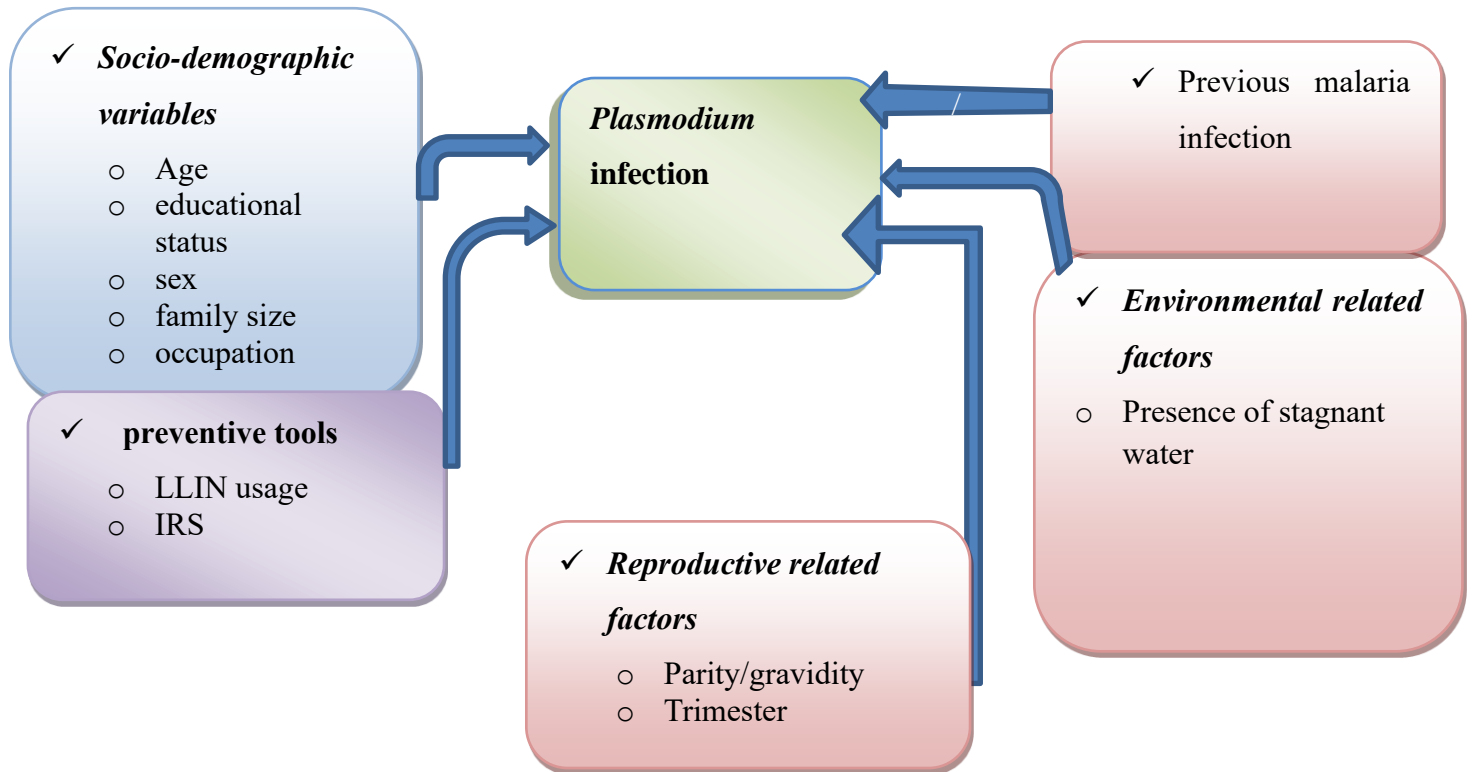 ✓ Socio-demographic
variables
o Age
o educational
status
o sex
o family size
o occupation
✓ preventive tools
o LLIN usage
o IRS
Plasmodium
infection
✓ Previous malaria
infection
✓ Environmental related
factors
o Presence of stagnant
water
✓ Reproductive related
factors
o Parity/gravidity
o Trimester